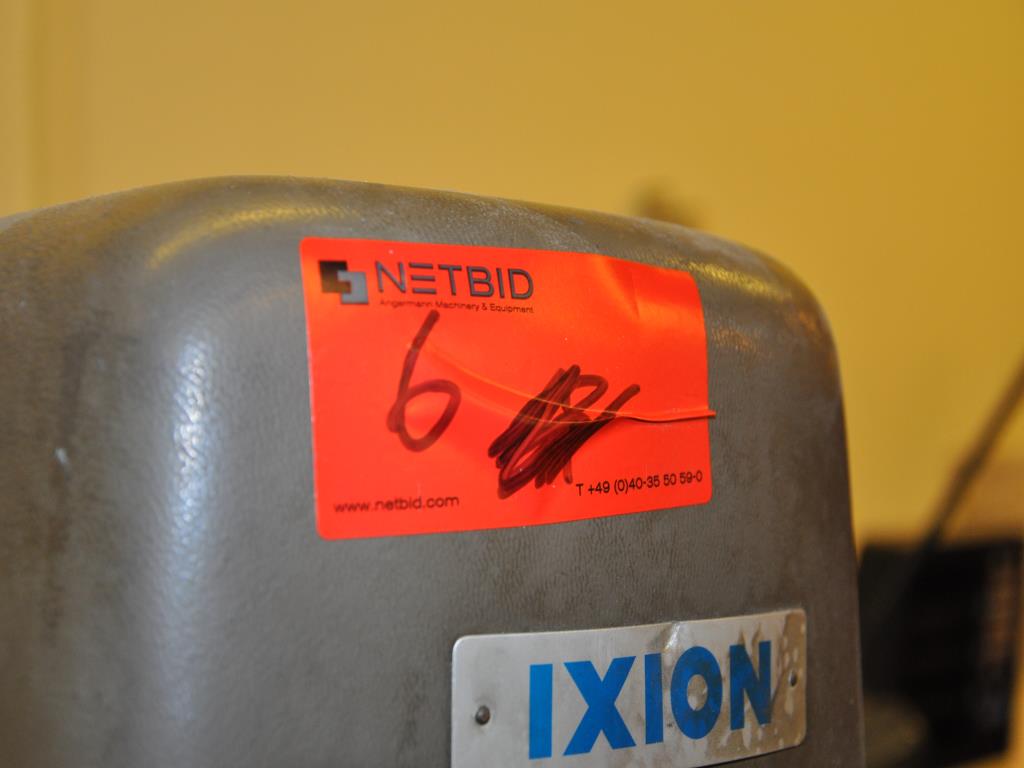 NETBID
Angermann Machinery & Equipment
6
www.netbid.com
T +49 (0)40-35 50 59-0
IXION